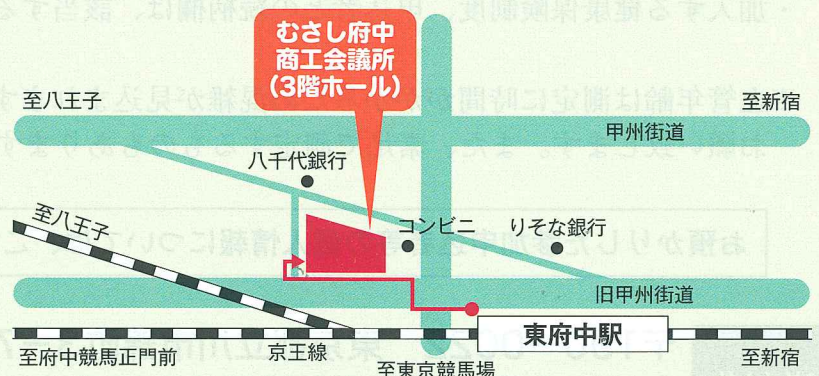 むさし府中
商工会議所
（3階ホール）
至八王子
至新宿
甲州街道
八千代銀行
至八王子
コンビニ
りそな銀行
旧甲州街道
東府中駅
至府中競馬正門前
京王線
至東京競馬場
至新宿